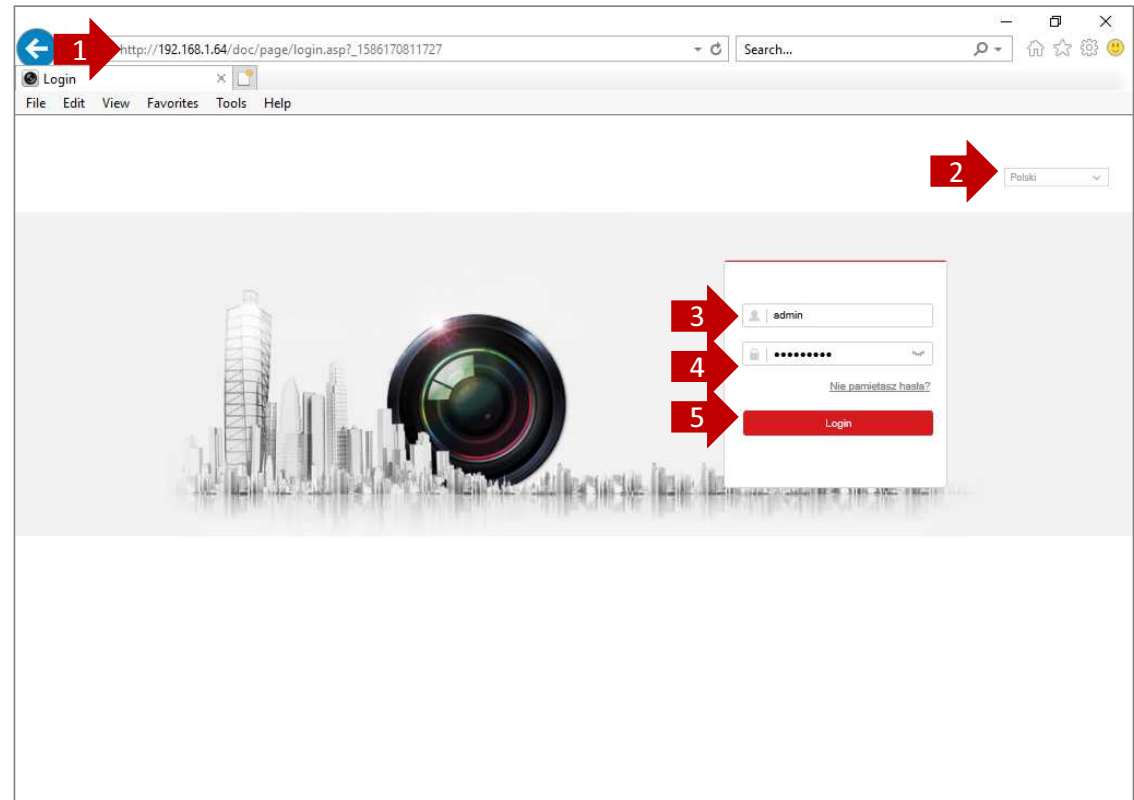 1
http://192.168.1.64/doc/page/login.asp?_1586170811727
Search...
Login
File Edit View Favorites Tools Help
2
Polski
3
admin
4
•••••••••
Nie pamiętasz hasła?
5
Login